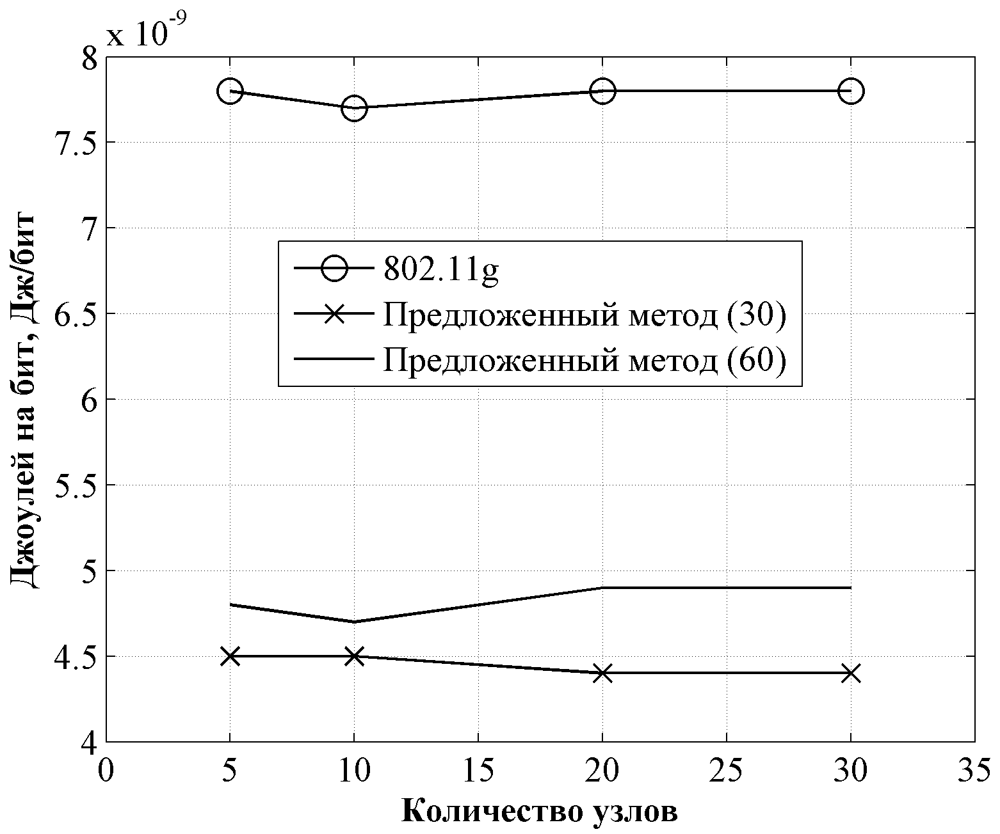 x 10-9
8
7.5
7
6.5
6
5.5
5
4.5
4
Джоулей на бит, Дж/бит
802.11g
Предложенный метод (30)
Предложенный метод (60)
0 5 10 15 20 25 30 35
Количество узлов